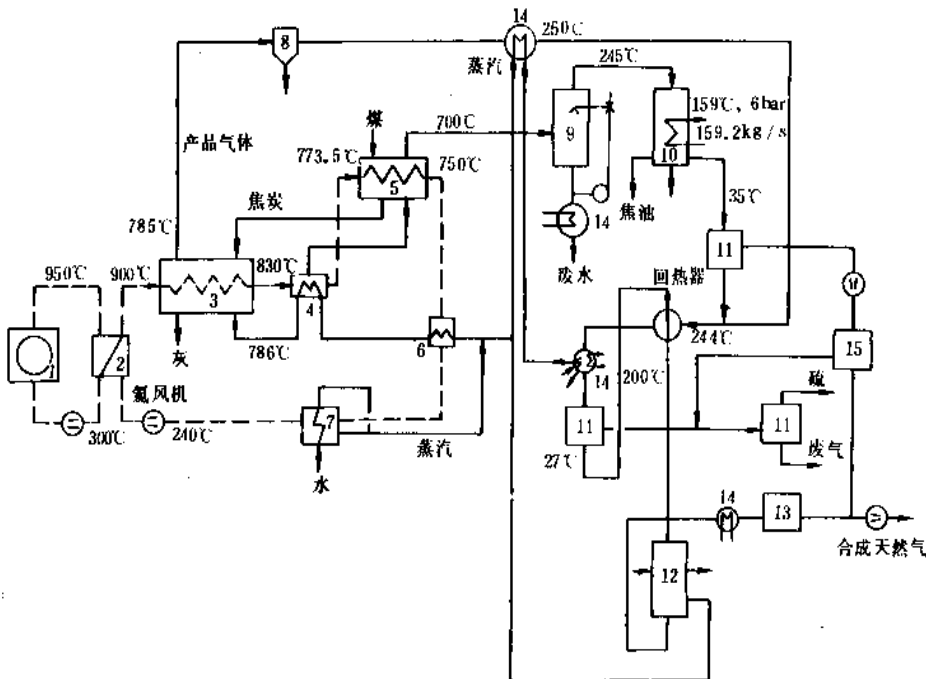 14
250℃
8
蒸汽
245℃
159℃, 6bar
159.2kg/s
9
10
煤
700℃
产品气体
773.5℃
750℃
5
焦炭
焦油
35℃
14
11
785℃
废水
回热器
950℃
900℃
830℃
3
4
244℃
15
1
2
灰
786℃
6
14
200℃
硫
氦风机
7
11
11
300℃
240℃
蒸汽
27℃
废气
水
14
13
合成天然气
12